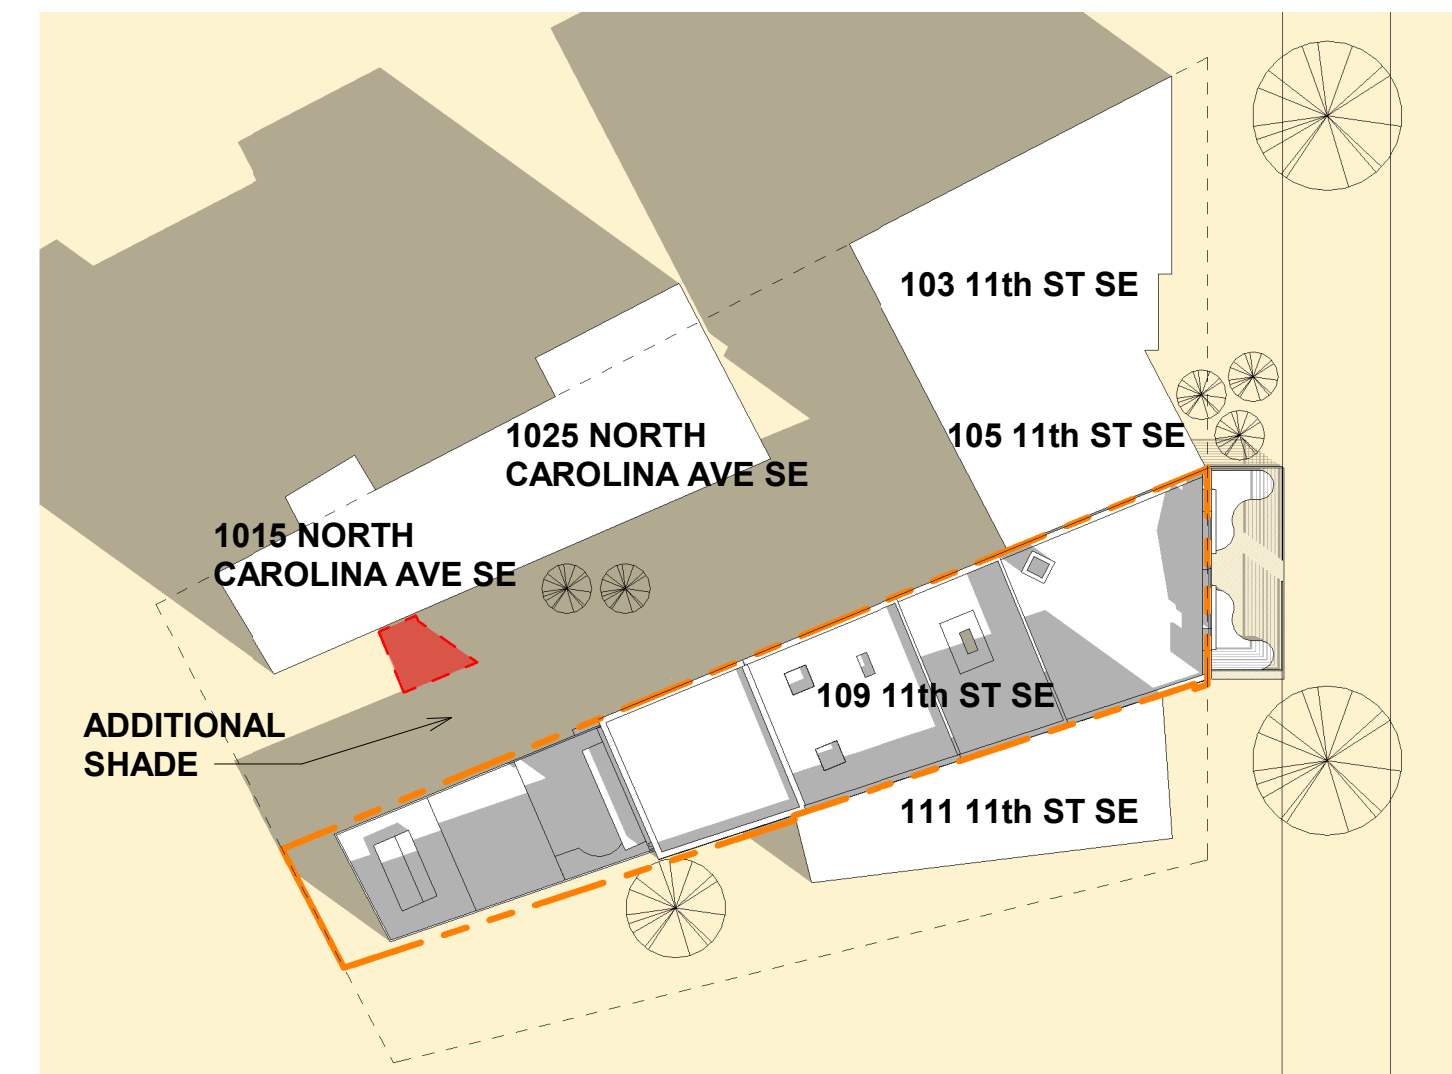 103 11th ST SE
105 11th ST SE
1025 NORTH
CAROLINA AVE SE
1015 NORTH
CAROLINA AVE SE
109 11th ST SE
ADDITIONAL
SHADE
111 11th ST SE